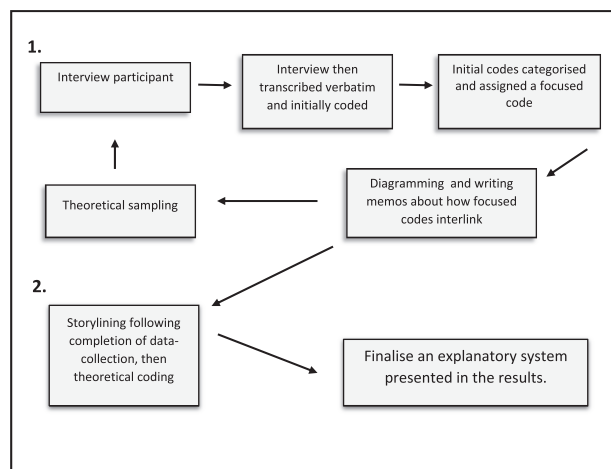 1.
Interview participant
Interview then
transcribed verbatim
and initially coded
Initial codes categorised
and assigned a focused
code
Diagramming and writing
memos about how focused
codes interlink
Theoretical sampling
2.
Storylining following
completion of data-
collection, then
theoretical coding
Finalise an explanatory system
presented in the results.